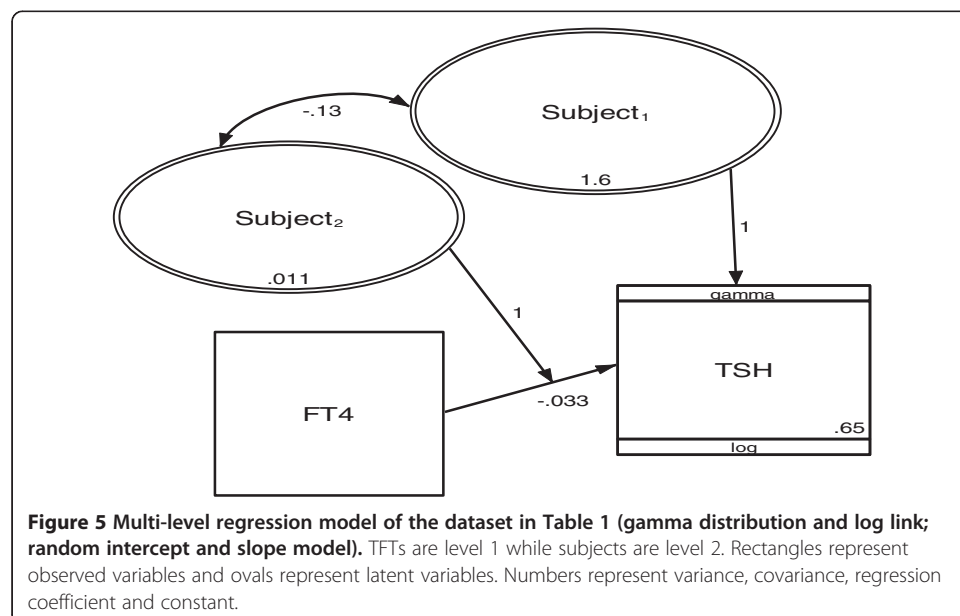 -.13
Subject₁
1.6
Subject₂
.011
1
1
gamma
TSH
.65
log
FT4
-.033
Figure 5 Multi-level regression model of the dataset in Table 1 (gamma distribution and log link;
random intercept and slope model). TFTs are level 1 while subjects are level 2. Rectangles represent
observed variables and ovals represent latent variables. Numbers represent variance, covariance, regression
coefficient and constant.